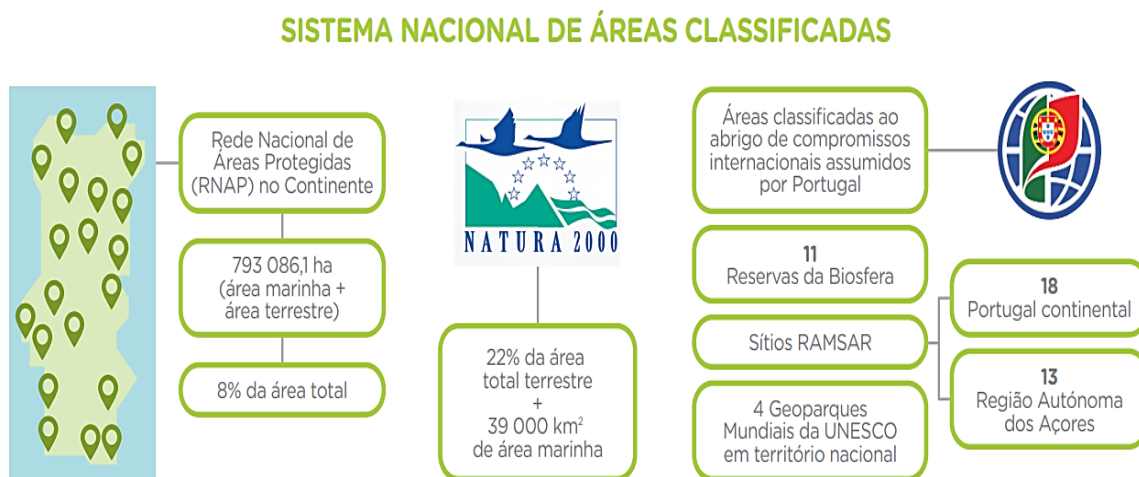 SISTEMA NACIONAL DE ÁREAS CLASSIFICADAS
Rede Nacional de
Áreas Protegidas
(RNAP) no Continente
793 086,1 ha
(área marinha +
área terrestre)
8% da área total
NATURA 2000
22% da área
total terrestre
+
39 000 km²
de área marinha
Áreas classificadas ao
abrigo de compromissos
internacionais assumidos
por Portugal
11
Reservas da Biosfera
Sítios RAMSAR
18
Portugal continental
13
Região Autónoma
dos Açores
4 Geoparques
Mundiais da UNESCO
em território nacional